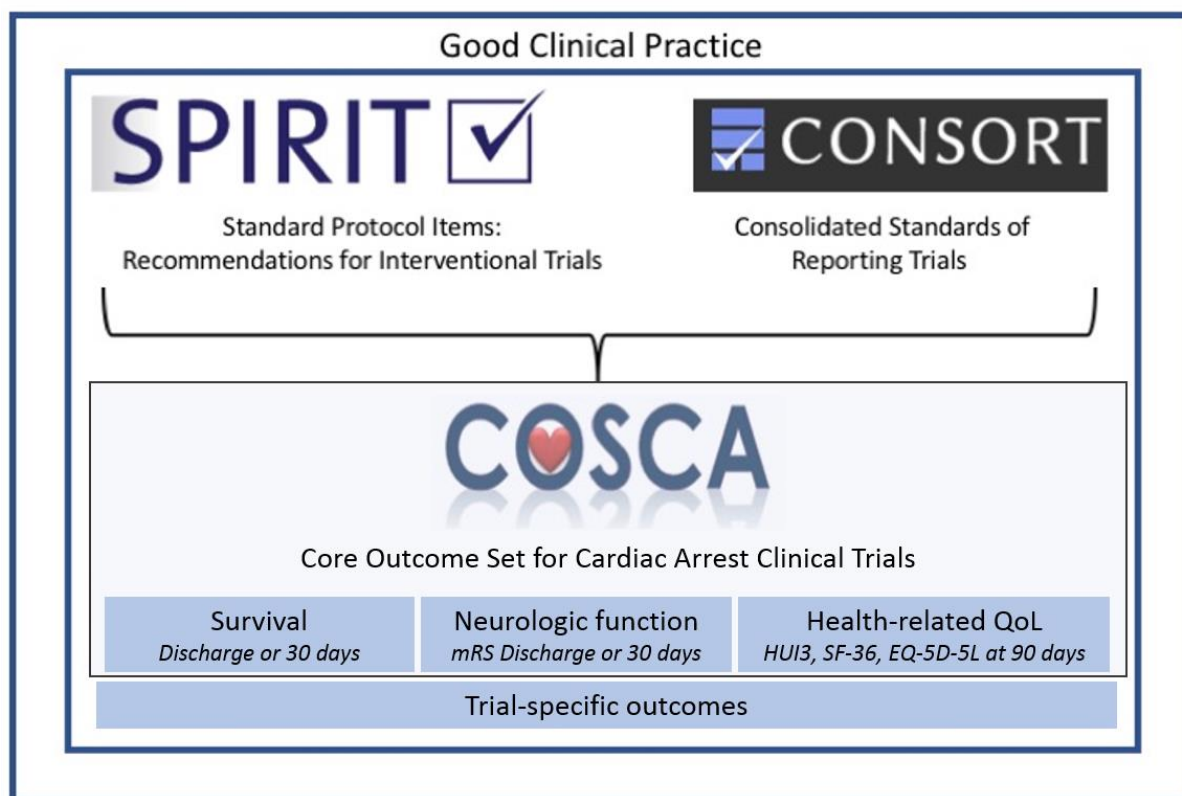 Good Clinical Practice
SPIRIT
CONSORT
Standard Protocol Items:
Recommendations for Interventional Trials
Consolidated Standards of
Reporting Trials
COSCA
Core Outcome Set for Cardiac Arrest Clinical Trials
Survival
Discharge or 30 days
Neurologic function
mRS Discharge or 30 days
Health-related QoL
HUI3, SF-36, EQ-5D-5L at 90 days
Trial-specific outcomes